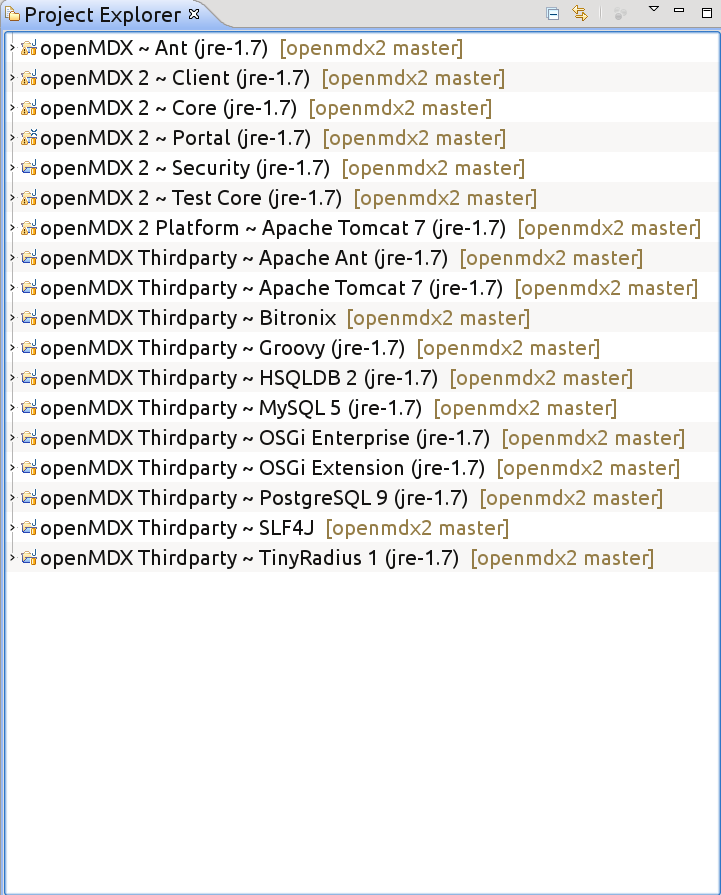 Project Explorer
openMDX ~ Ant (jre-1.7) [openmdx2 master]
openMDX 2 ~ Client (jre-1.7) [openmdx2 master]
openMDX 2 ~ Core (jre-1.7) [openmdx2 master]
openMDX 2 ~ Portal (jre-1.7) [openmdx2 master]
openMDX 2 ~ Security (jre-1.7) [openmdx2 master]
openMDX 2 ~ Test Core (jre-1.7) [openmdx2 master]
openMDX 2 Platform ~ Apache Tomcat 7 (jre-1.7) [openmdx2 master]
openMDX Thirdparty ~ Apache Ant (jre-1.7) [openmdx2 master]
openMDX Thirdparty ~ Apache Tomcat 7 (jre-1.7) [openmdx2 master]
openMDX Thirdparty ~ Bitronix [openmdx2 master]
openMDX Thirdparty ~ Groovy (jre-1.7) [openmdx2 master]
openMDX Thirdparty ~ HSQLDB 2 (jre-1.7) [openmdx2 master]
openMDX Thirdparty ~ MySQL 5 (jre-1.7) [openmdx2 master]
openMDX Thirdparty ~ OSGi Enterprise (jre-1.7) [openmdx2 master]
openMDX Thirdparty ~ OSGi Extension (jre-1.7) [openmdx2 master]
openMDX Thirdparty ~ PostgreSQL 9 (jre-1.7) [openmdx2 master]
openMDX Thirdparty ~ SLF4J [openmdx2 master]
openMDX Thirdparty ~ TinyRadius 1 (jre-1.7) [openmdx2 master]